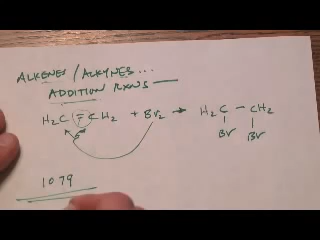 ALKENES / ALKYNES...
ADDITION RXNS
H₂C = CH₂ + Br₂ → H₂C - CH₂
Br Br
1079